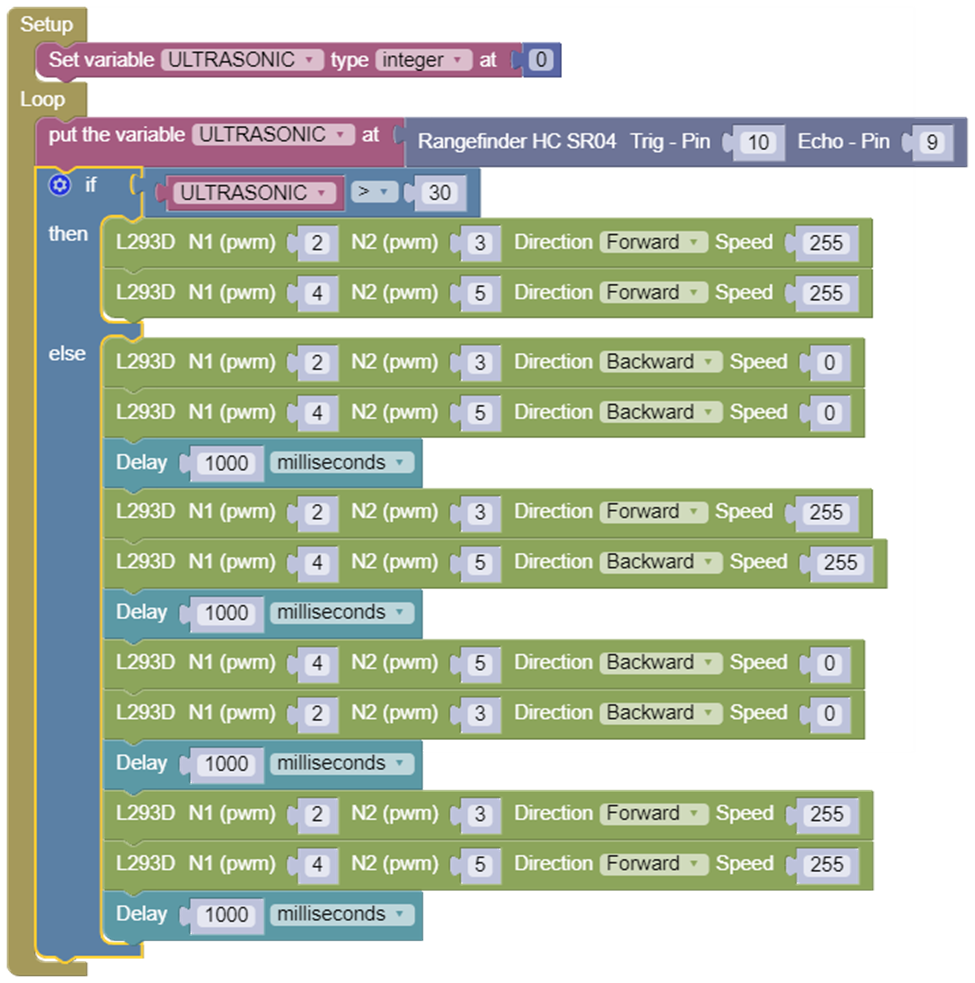 Setup
Set variable ULTRASONIC type integer at 0
Loop
put the variable ULTRASONIC at Rangefinder HC SR04 Trig - Pin 10 Echo - Pin 9
if ULTRASONIC > 30
then L293D N1 (pwm) 2 N2 (pwm) 3 Direction Forward Speed 255
L293D N1 (pwm) 4 N2 (pwm) 5 Direction Forward Speed 255
else L293D N1 (pwm) 2 N2 (pwm) 3 Direction Backward Speed 0
L293D N1 (pwm) 4 N2 (pwm) 5 Direction Backward Speed 0
Delay 1000 milliseconds
L293D N1 (pwm) 2 N2 (pwm) 3 Direction Forward Speed 255
L293D N1 (pwm) 4 N2 (pwm) 5 Direction Backward Speed 255
Delay 1000 milliseconds
L293D N1 (pwm) 4 N2 (pwm) 5 Direction Backward Speed 0
L293D N1 (pwm) 2 N2 (pwm) 3 Direction Backward Speed 0
Delay 1000 milliseconds
L293D N1 (pwm) 2 N2 (pwm) 3 Direction Forward Speed 255
L293D N1 (pwm) 4 N2 (pwm) 5 Direction Forward Speed 255
Delay 1000 milliseconds